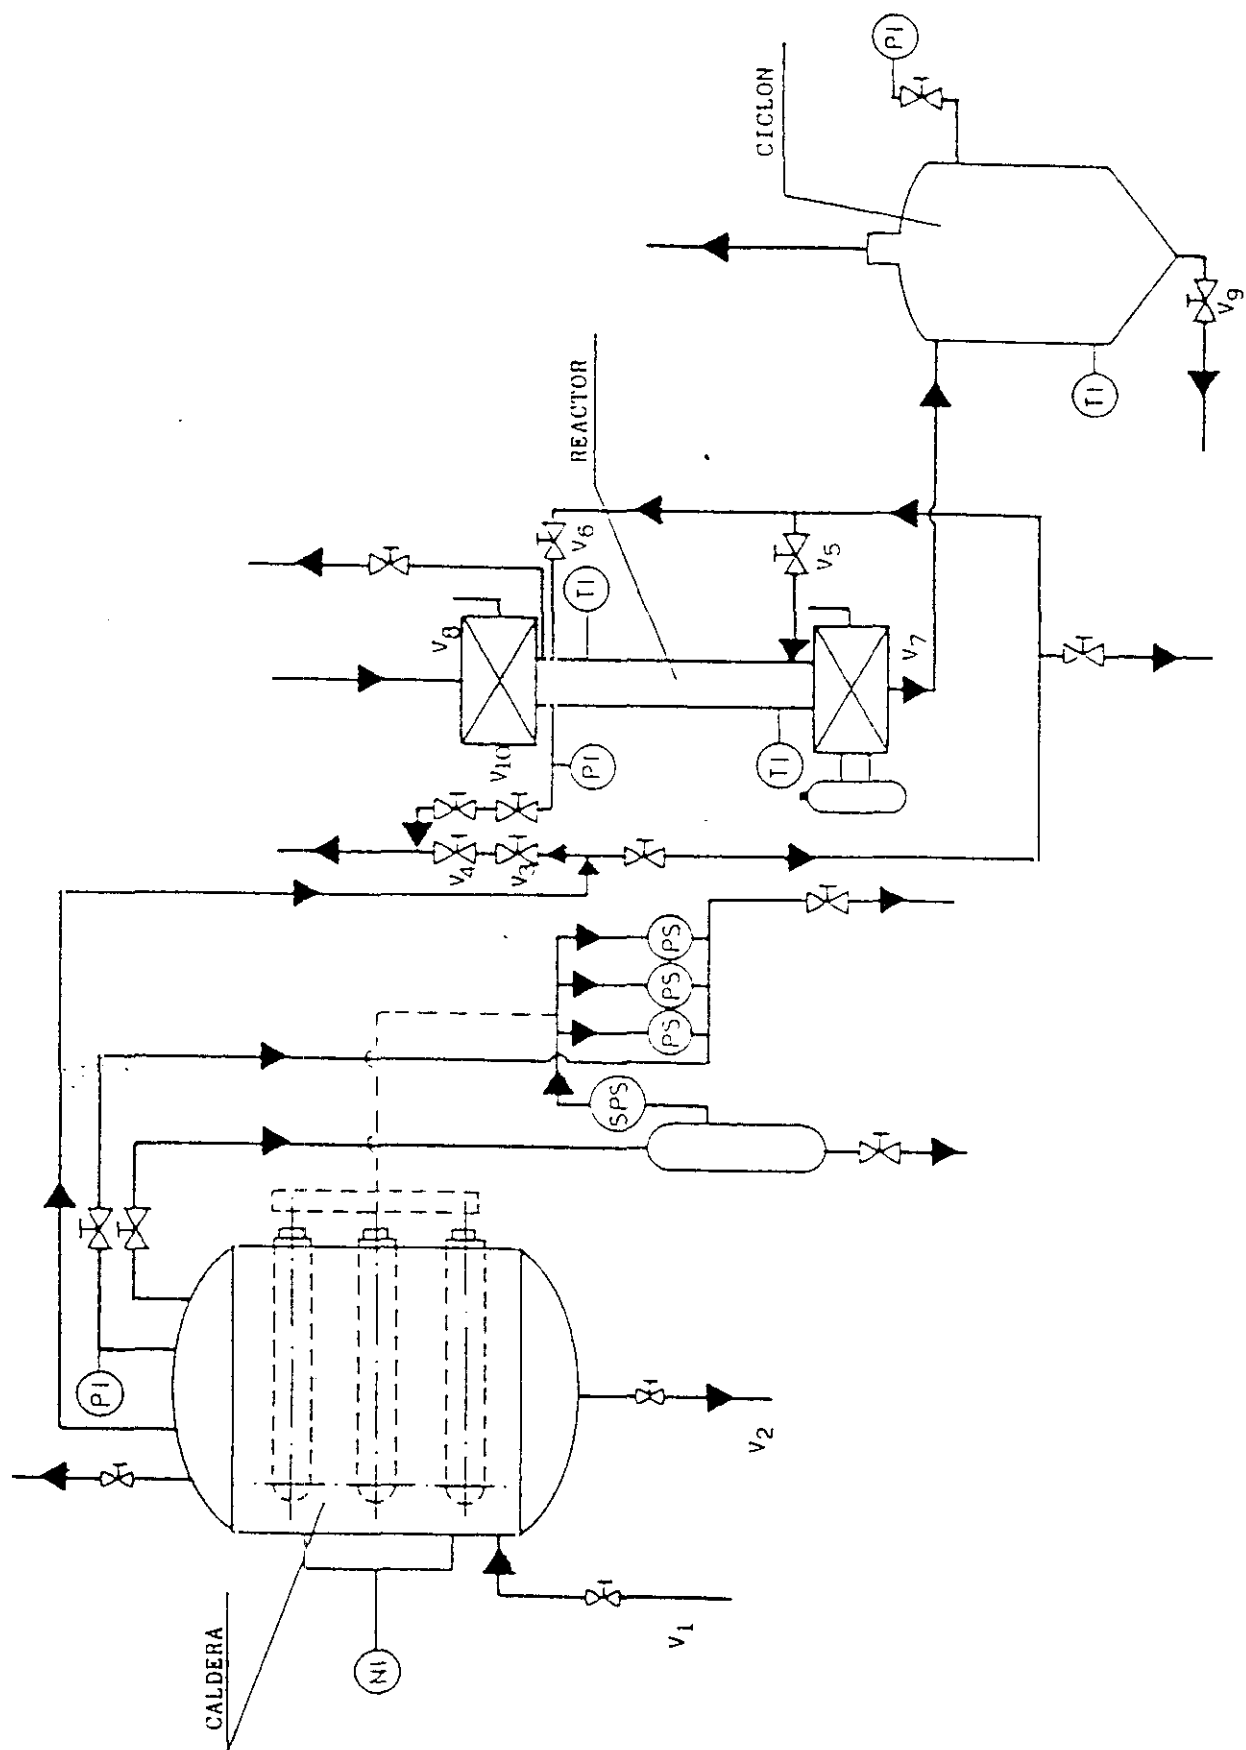 CALDERA
REACTOR
CICLON
NI
PI
SPS
PS
PS
PS
PI
TI
TI
TI
PI
V1
V2
V3
V4
V5
V6
V7
V8
V9
V10